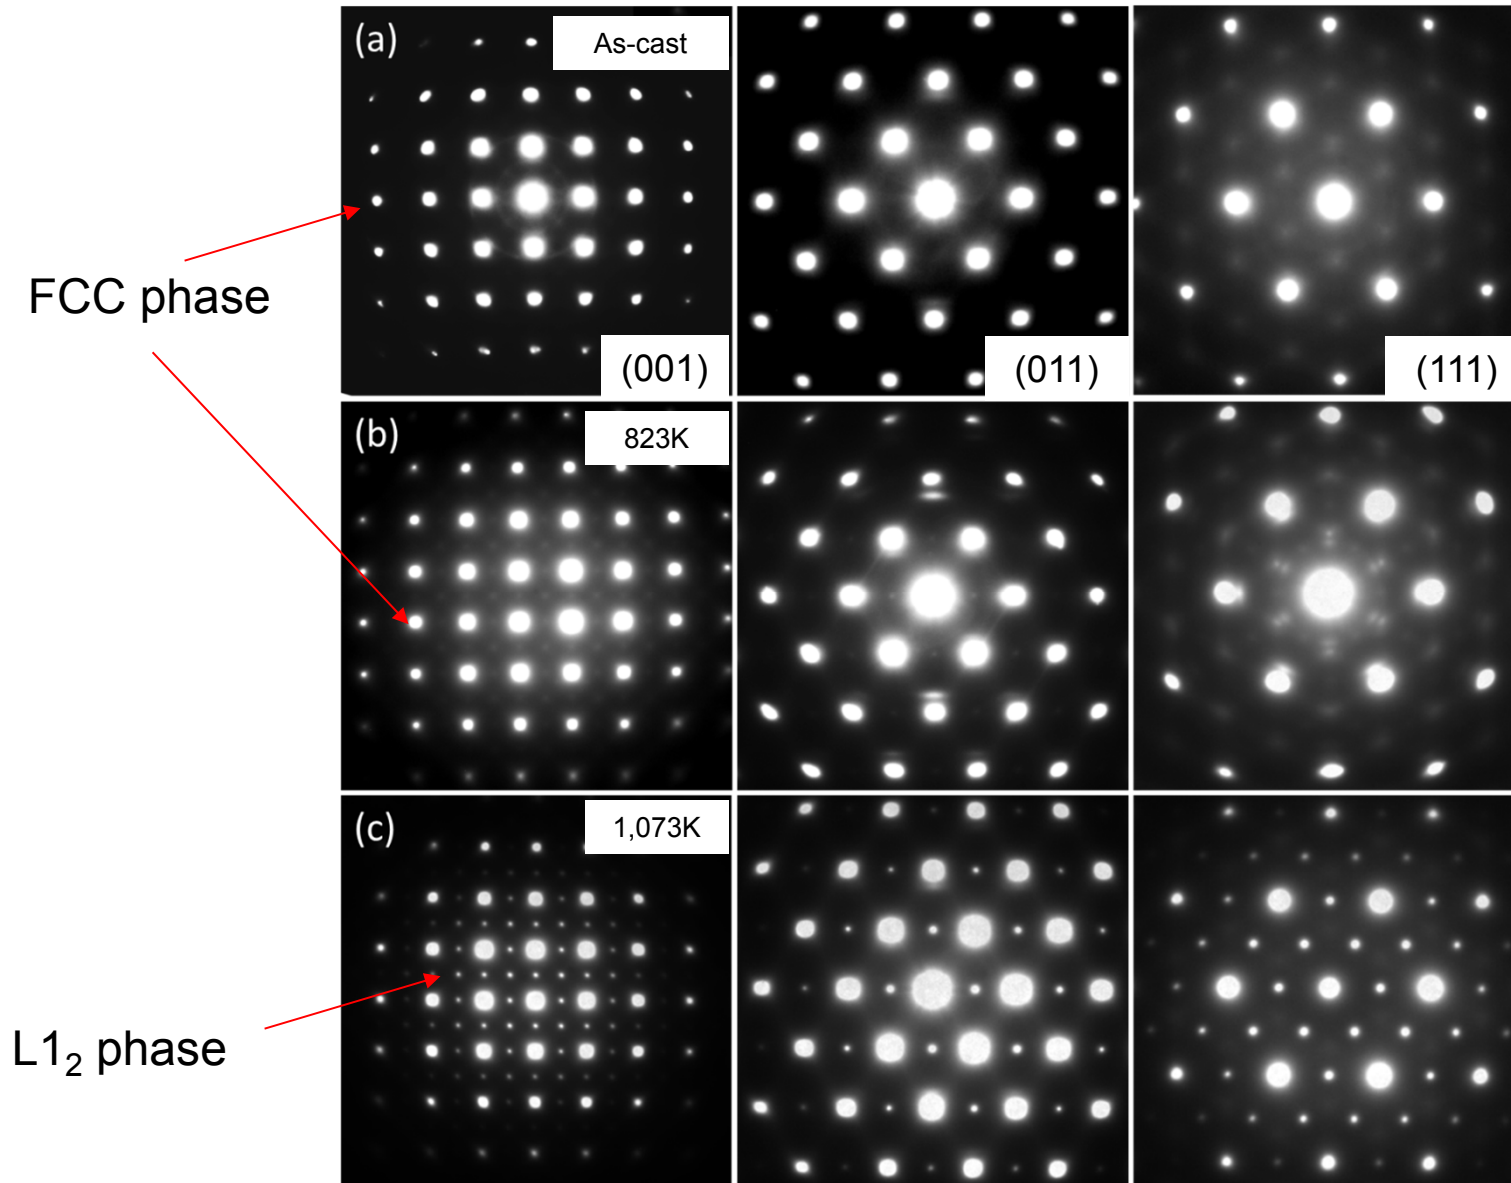 (a)
As-cast
FCC phase
(001)
(011)
(111)
(b)
823K
(c)
1,073K
L1₂ phase